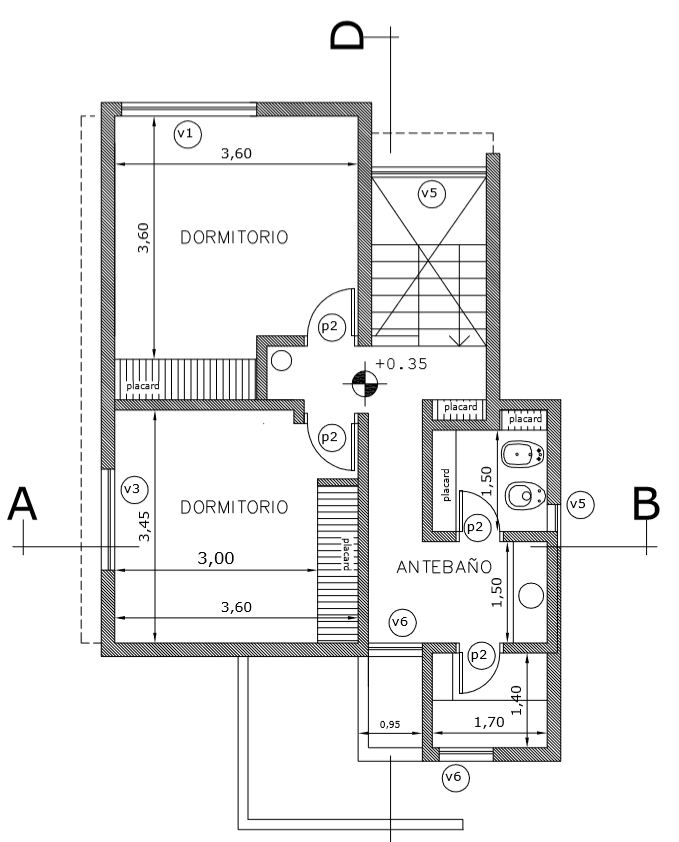 D
v1
3,60
v5
3,60
DORMITORIO
p2
+0.35
placard
placard
placard
p2
placard
1,50
v3
A
B
v5
3,45
DORMITORIO
p2
placard
3,00
ANTEBAÑO
1,50
3,60
v6
p2
1,40
0,95
1,70
v6